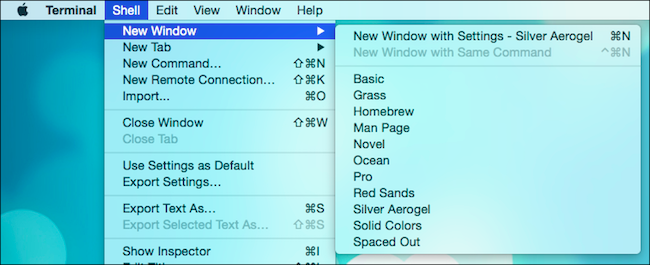 Terminal Shell Edit View Window Help
New Window ▶
New Tab ▶
New Command... ⇧⌘N
New Remote Connection... ⇧⌘K
Import... ⌘O
Close Window ⇧⌘W
Close Tab
Use Settings as Default
Export Settings...
Export Text As... ⌘S
Export Selected Text As... ⇧⌘S
Show Inspector ⌘I
New Window with Settings - Silver Aerogel ⌘N
New Window with Same Command ^⌘N
Basic
Grass
Homebrew
Man Page
Novel
Ocean
Pro
Red Sands
Silver Aerogel
Solid Colors
Spaced Out